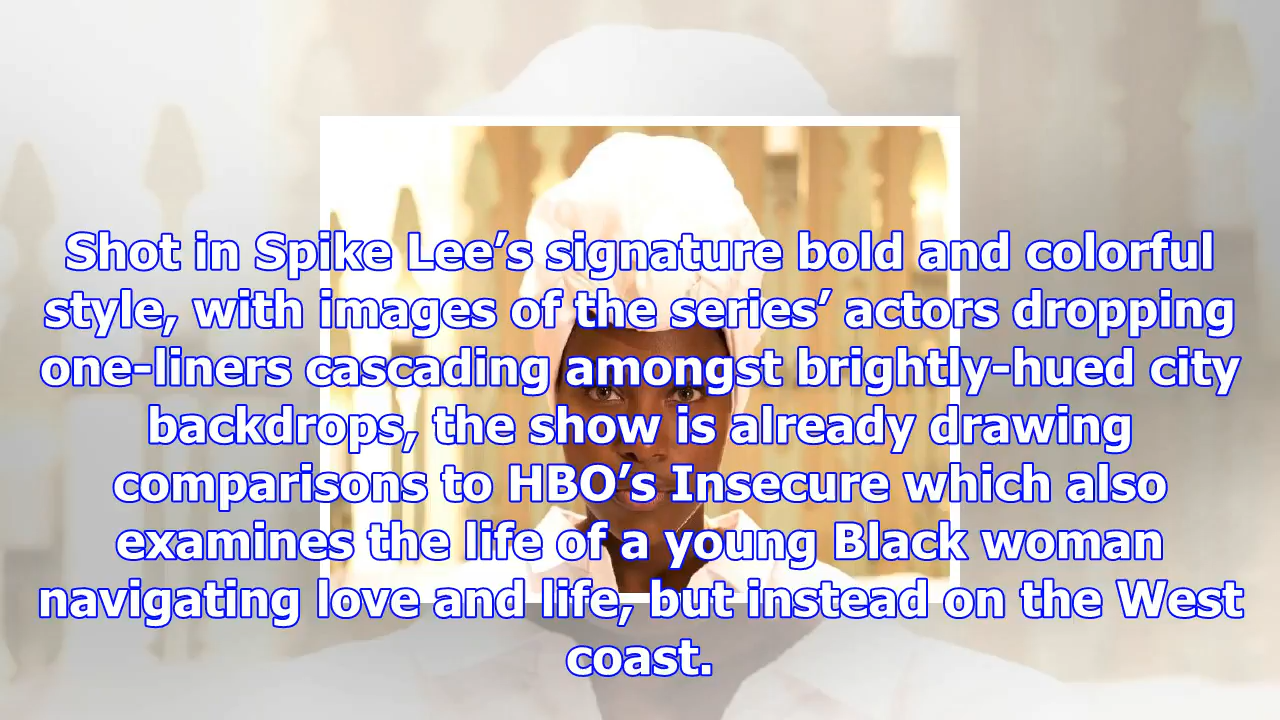 Shot in Spike Lee’s signature bold and colorful
style, with images of the series’ actors dropping
one-liners cascading amongst brightly-hued city
backdrops, the show is already drawing
comparisons to HBO’s Insecure which also
examines the life of a young Black woman
navigating love and life, but instead on the West
coast.